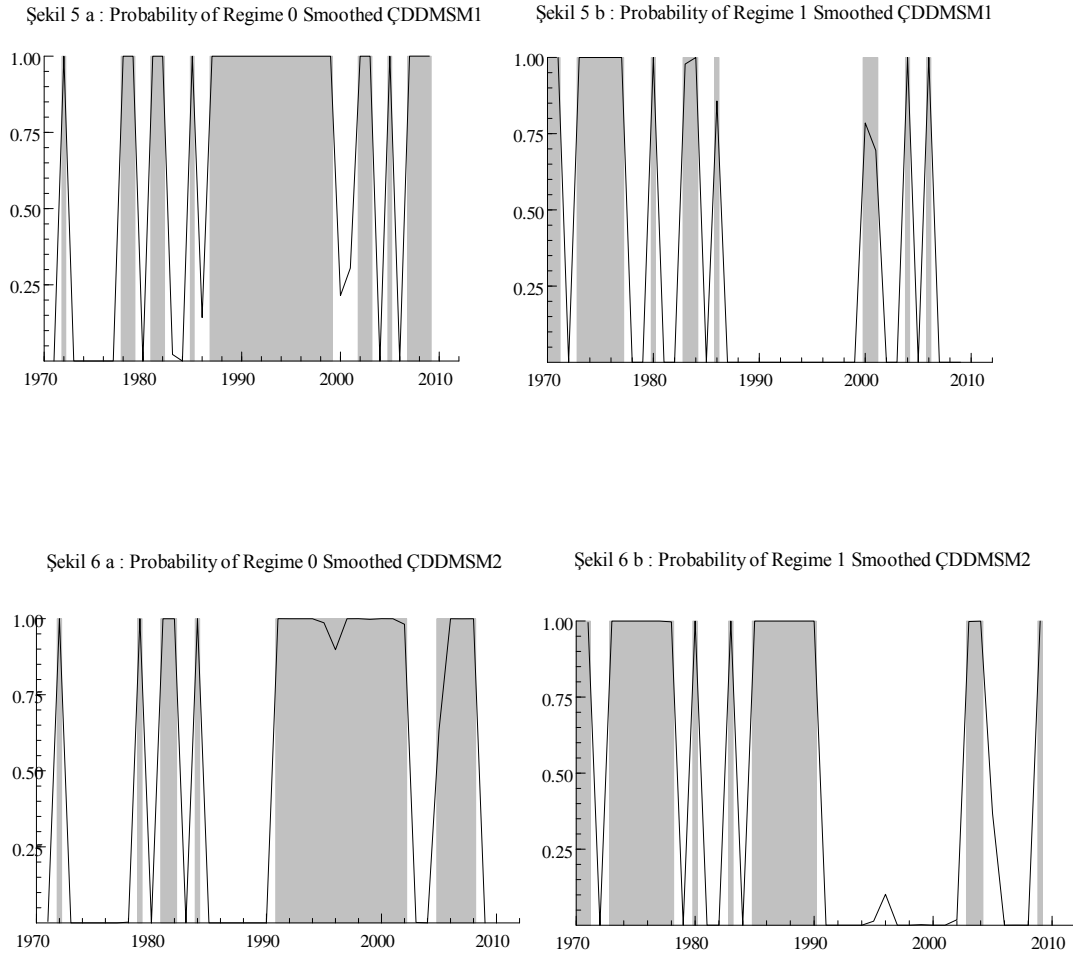 Şekil 5 a : Probability of Regime 0 Smoothed ÇDDMSM1
1.00
0.75
0.50
0.25
1970 1980 1990 2000 2010
Şekil 5 b : Probability of Regime 1 Smoothed ÇDDMSM1
1.00
0.75
0.50
0.25
1970 1980 1990 2000 2010
Şekil 6 a : Probability of Regime 0 Smoothed ÇDDMSM2
1.00
0.75
0.50
0.25
1970 1980 1990 2000 2010
Şekil 6 b : Probability of Regime 1 Smoothed ÇDDMSM2
1.00
0.75
0.50
0.25
1970 1980 1990 2000 2010